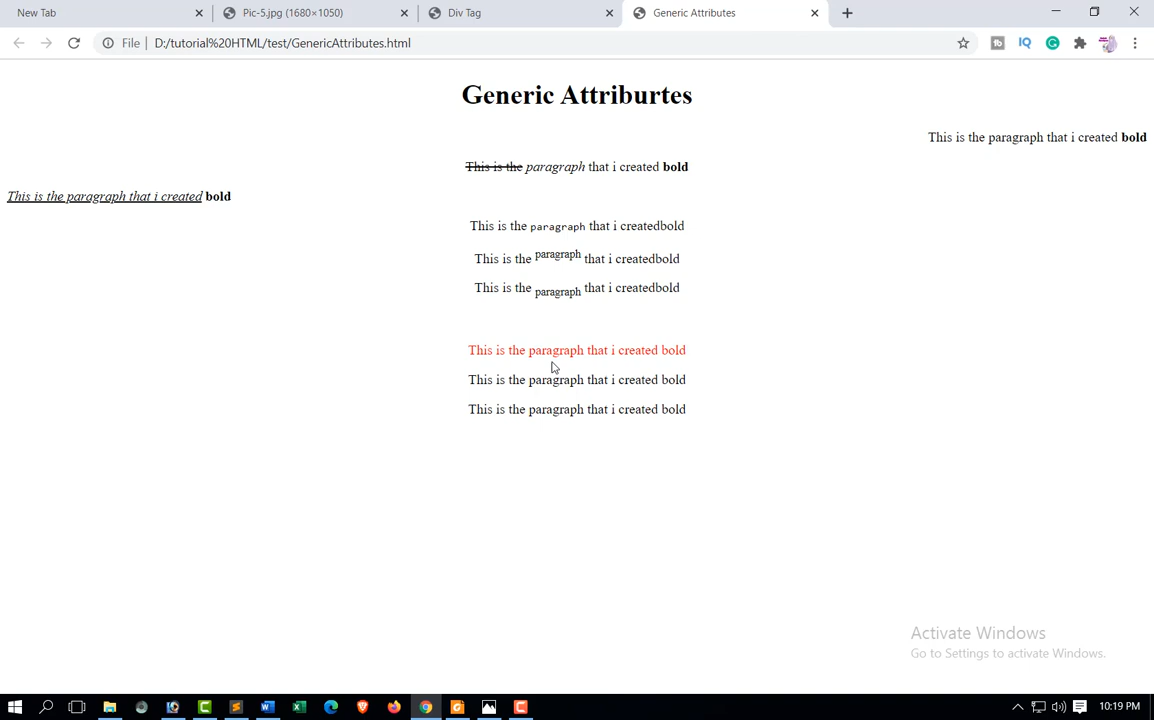 New Tab
Pic-5.jpg (1680×1050)
Div Tag
Generic Attributes
File
D:/tutorial%20HTML/test/GenericAttributes.html
IQ
Generic Attriburtes
This is the paragraph that i created bold
This is the paragraph that i created bold
This is the paragraph that i created bold
This is the paragraph that i createdbold
This is the paragraph that i createdbold
This is the paragraph that i createdbold
This is the paragraph that i created bold
This is the paragraph that i created bold
This is the paragraph that i created bold
Activate Windows
Go to Settings to activate Windows.
10:19 PM